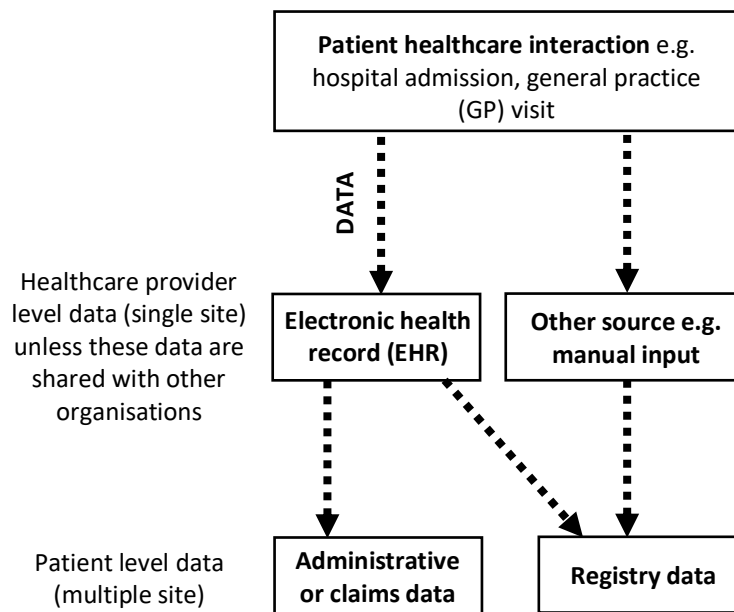 Patient healthcare interaction e.g.
hospital admission, general practice
(GP) visit
DATA
Healthcare provider
level data (single site)
unless these data are
shared with other
organisations
Electronic health
record (EHR)
Other source e.g.
manual input
Patient level data
(multiple site)
Administrative
or claims data
Registry data